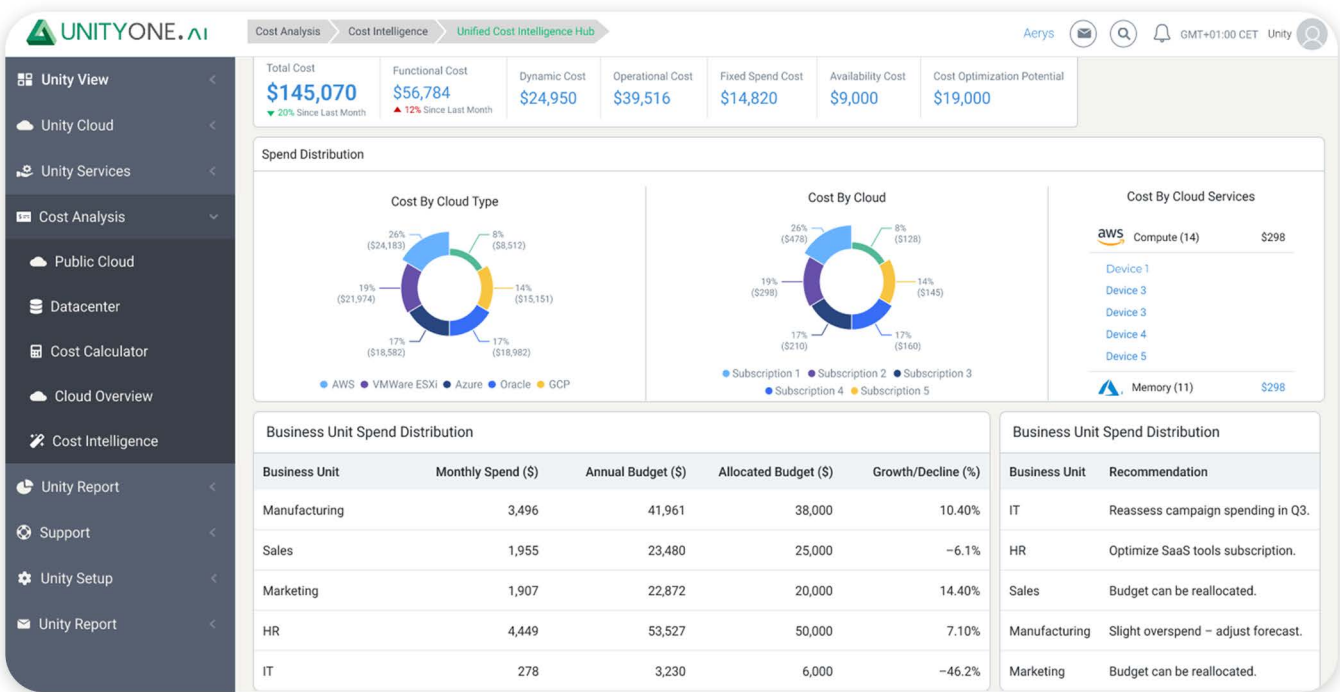 UNITYONE.AI
Cost Analysis Cost Intelligence Unified Cost Intelligence Hub
Aerys GMT+01:00 CET Unity
Unity View
Unity Cloud
Unity Services
Cost Analysis
Public Cloud
Datacenter
Cost Calculator
Cloud Overview
Cost Intelligence
Unity Report
Support
Unity Setup
Unity Report
Total Cost
$145,070
▼ 20% Since Last Month
Functional Cost
$56,784
▲ 12% Since Last Month
Dynamic Cost
$24,950
Operational Cost
$39,516
Fixed Spend Cost
$14,820
Availability Cost
$9,000
Cost Optimization Potential
$19,000
Spend Distribution
Cost By Cloud Type
26%
($24,183)
8%
($8,512)
19%
($21,974)
14%
($15,151)
17%
($18,582)
17%
($18,982)
AWS VMWare ESXi Azure Oracle GCP
Cost By Cloud
26%
($478)
8%
($128)
19%
($298)
14%
($145)
17%
($210)
17%
($160)
Subscription 1 Subscription 2 Subscription 3
Subscription 4 Subscription 5
Cost By Cloud Services
aws Compute (14) $298
Device 1
Device 3
Device 3
Device 4
Device 5
Memory (11) $298
Business Unit Spend Distribution
Business Unit Monthly Spend ($) Annual Budget ($) Allocated Budget ($) Growth/Decline (%)
Manufacturing 3,496 41,961 38,000 10.40%
Sales 1,955 23,480 25,000 −6.1%
Marketing 1,907 22,872 20,000 14.40%
HR 4,449 53,527 50,000 7.10%
IT 278 3,230 6,000 −46.2%
Business Unit Spend Distribution
Business Unit Recommendation
IT Reassess campaign spending in Q3.
HR Optimize SaaS tools subscription.
Sales Budget can be reallocated.
Manufacturing Slight overspend – adjust forecast.
Marketing Budget can be reallocated.